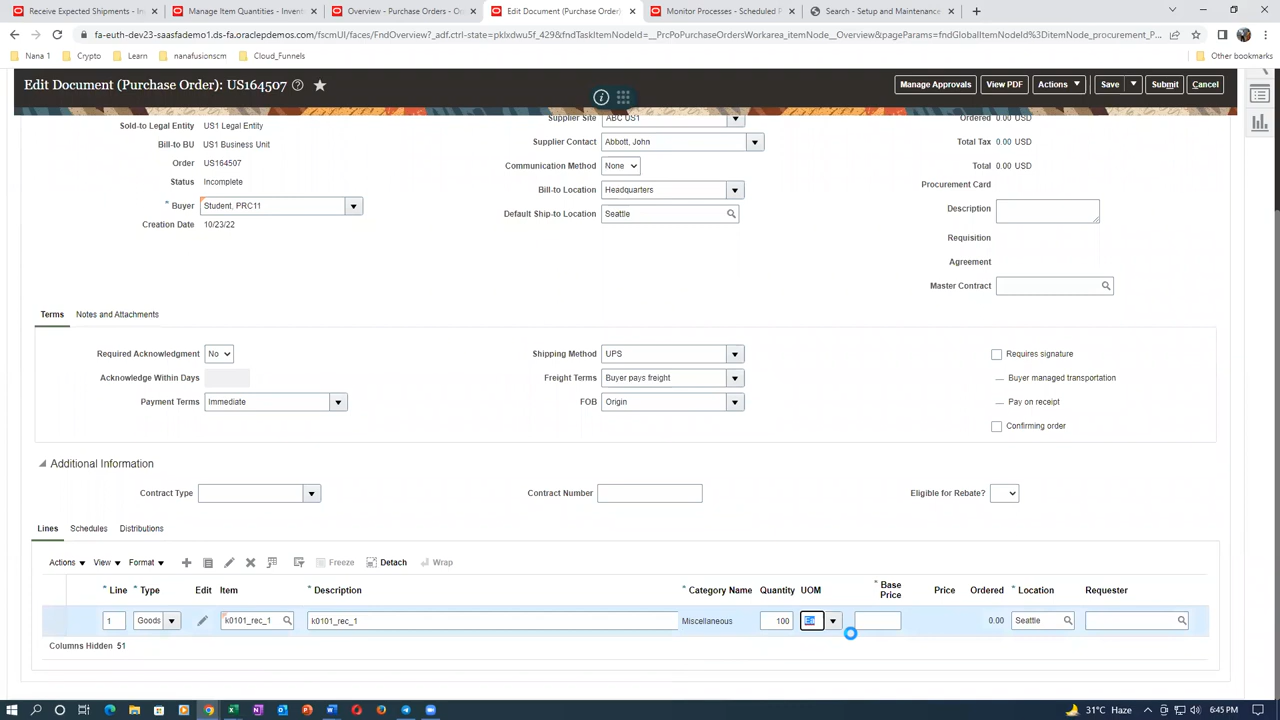 Receive Expected Shipments - In
Manage Item Quantities - Invento
Overview - Purchase Orders - Or
Edit Document (Purchase Order)
Monitor Processes - Scheduled P
Search - Setup and Maintenance
fa-euth-dev23-saasfademo1.ds-fa.oraclepdemos.com/fscmUI/faces/FndOverview?_adf.ctrl-state=pklxdwu5f_429&fndTaskItemNodeId=__PrcPoPurchaseOrdersWorkarea_itemNode__Overview&pageParams=fndGlobalItemNodeId%3DitemNode_procurement_P...
Nana 1
Crypto
Learn
nanafusionscm
Cloud_Funnels
Other bookmarks
Edit Document (Purchase Order): US164507
Manage Approvals
View PDF
Actions
Save
Submit
Cancel
Sold-to Legal Entity US1 Legal Entity
Supplier Site ABC US1
Ordered 0.00 USD
Bill-to BU US1 Business Unit
Supplier Contact Abbott, John
Total Tax 0.00 USD
Order US164507
Communication Method None
Total 0.00 USD
Status Incomplete
Bill-to Location Headquarters
Procurement Card
* Buyer Student, PRC11
Default Ship-to Location Seattle
Description
Creation Date 10/23/22
Requisition
Agreement
Master Contract
Terms Notes and Attachments
Required Acknowledgment No
Shipping Method UPS
Requires signature
Acknowledge Within Days
Freight Terms Buyer pays freight
— Buyer managed transportation
Payment Terms Immediate
FOB Origin
— Pay on receipt
Confirming order
Additional Information
Contract Type
Contract Number
Eligible for Rebate?
Lines Schedules Distributions
Actions View Format Freeze Detach Wrap
* Line * Type Edit Item * Description * Category Name Quantity UOM * Base Price Price Ordered * Location Requester
1 Goods k0101_rec_1 k0101_rec_1 Miscellaneous 100 Ea 0.00 Seattle
Columns Hidden 51
31°C Haze
6:45 PM